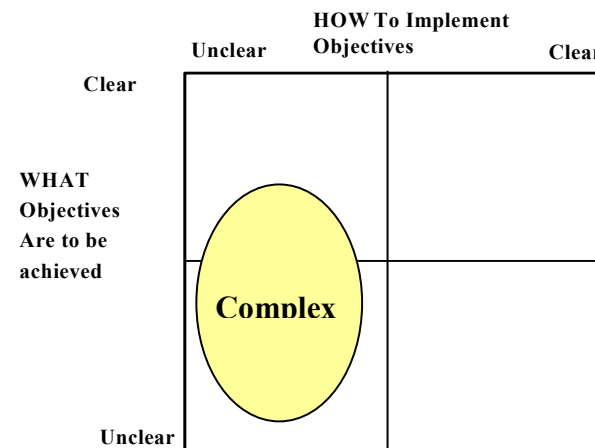 HOW To Implement
Objectives
Unclear
Clear
Clear
WHAT
Objectives
Are to be
achieved
Complex
Unclear